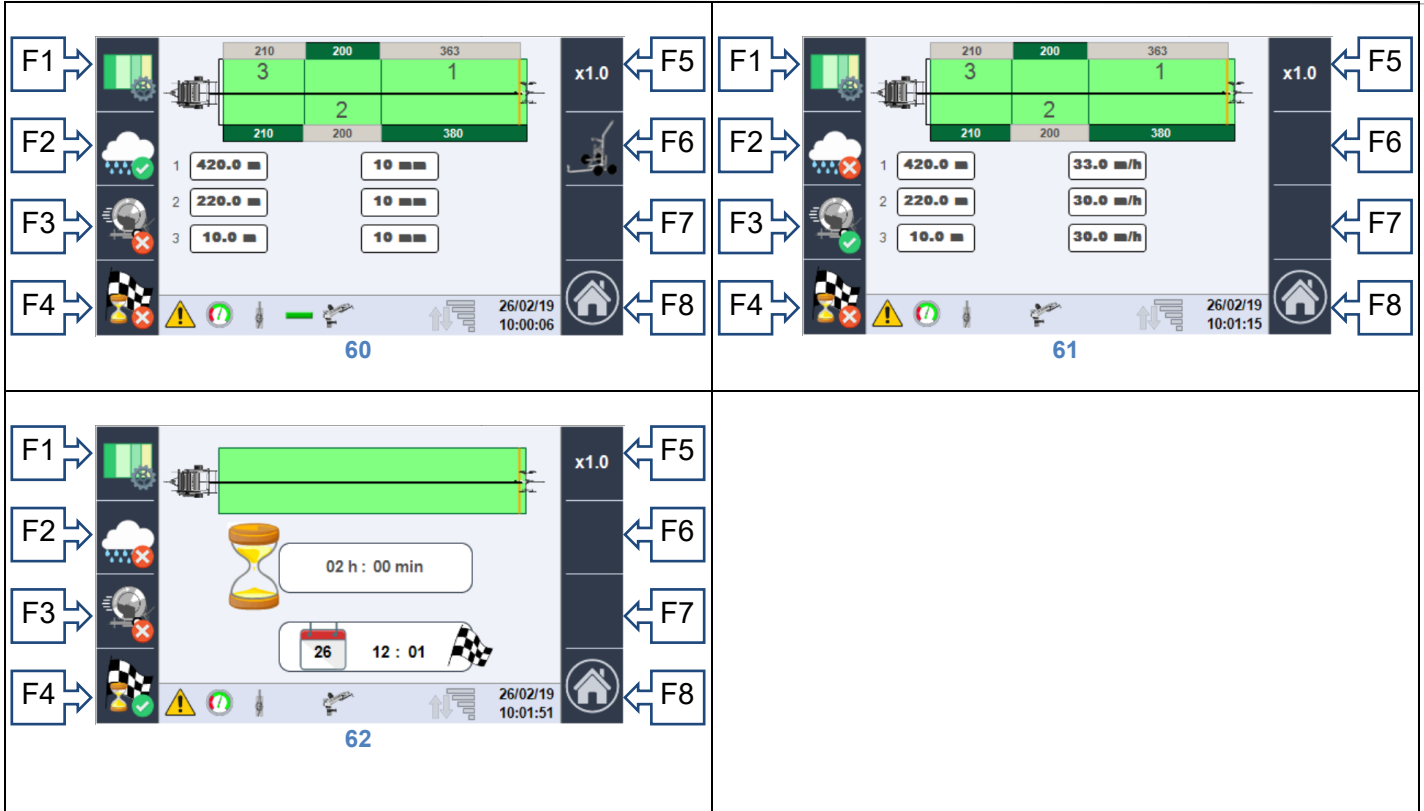 F1
210 200 363
x1.0
F5
3 1
F2
2
210 200 380
F6
1 420.0 m 10 mm
2 220.0 m 10 mm
F3
F7
3 10.0 m 10 mm
F4
26/02/19
10:00:06
F8
60
F1
210 200 363
x1.0
F5
3 1
F2
2
210 200 380
F6
1 420.0 m 33.0 m/h
2 220.0 m 30.0 m/h
F3
F7
3 10.0 m 30.0 m/h
F4
26/02/19
10:01:15
F8
61
F1
x1.0
F5
F2
F6
02 h : 00 min
F3
F7
26 12 : 01
F4
26/02/19
10:01:51
F8
62